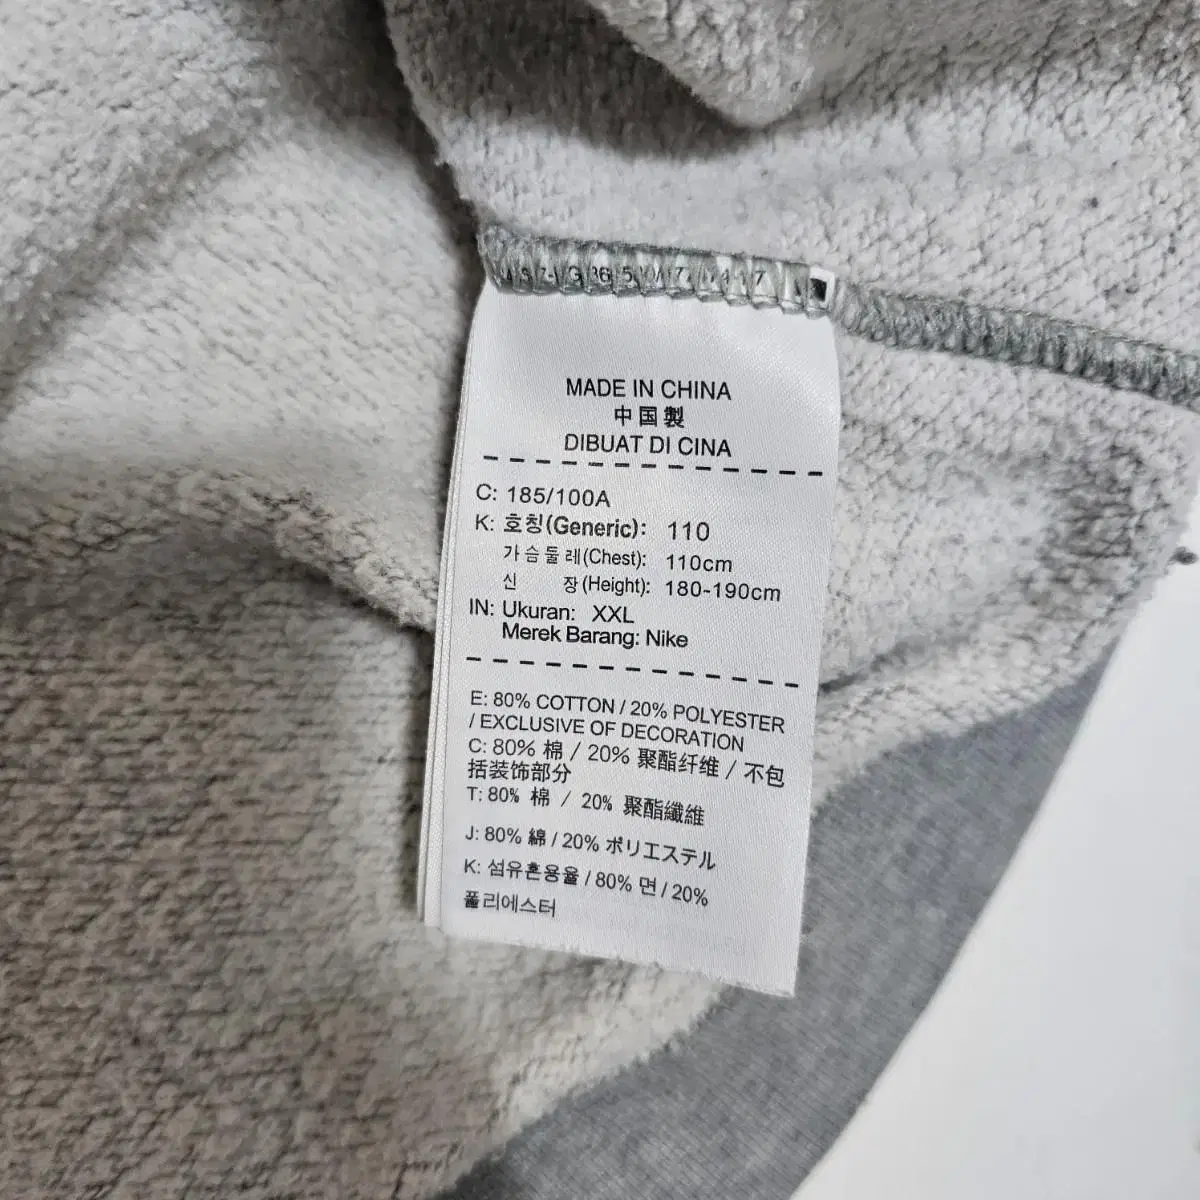 MADE IN CHINA
中国製
DIBUAT DI CINA
C: 185/100A
K: 호칭(Generic): 110
가슴둘레(Chest): 110cm
신 장(Height): 180-190cm
IN: Ukuran: XXL
Merek Barang: Nike
E: 80% COTTON / 20% POLYESTER
/ EXCLUSIVE OF DECORATION
C: 80% 棉 / 20% 聚酯纤维 / 不包
括装饰部分
T: 80% 棉 / 20% 聚酯纖維
J: 80% 綿 / 20% ポリエステル
K: 섬유혼용율 / 80% 면 / 20%
폴리에스터